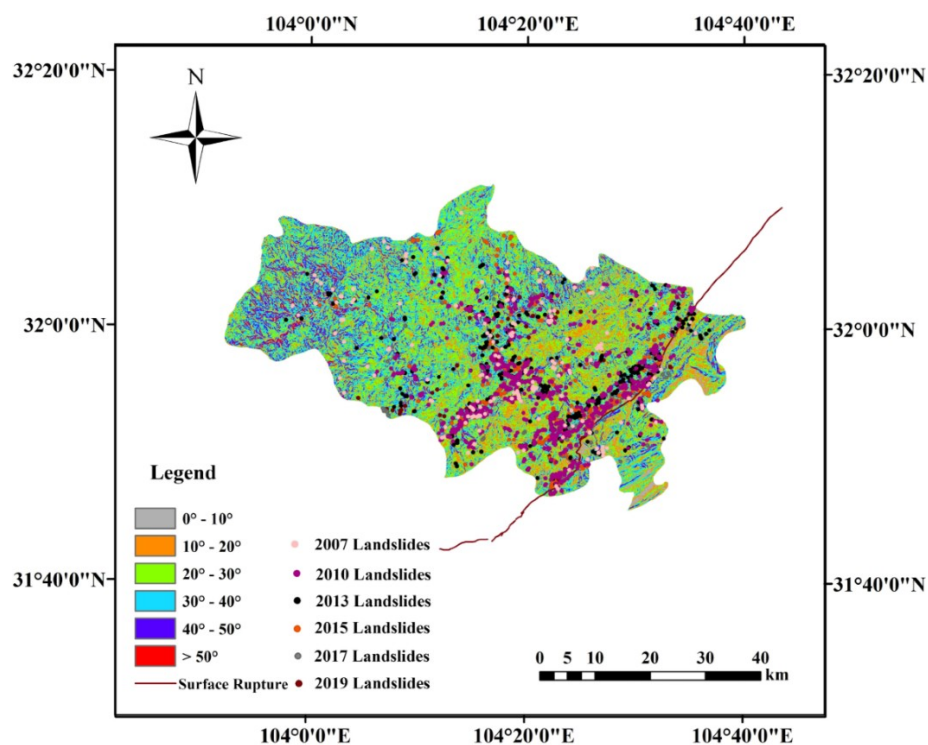 104°0'0"E 104°20'0"E 104°40'0"E
32°20'0"N 32°20'0"N
N
32°0'0"N 32°0'0"N
Legend
0° - 10°
10° - 20°
20° - 30°
30° - 40°
40° - 50°
> 50°
Surface Rupture
2007 Landslides
2010 Landslides
2013 Landslides
2015 Landslides
2017 Landslides
2019 Landslides
31°40'0"N 31°40'0"N
0 5 10 20 30 40
km
104°0'0"E 104°20'0"E 104°40'0"E